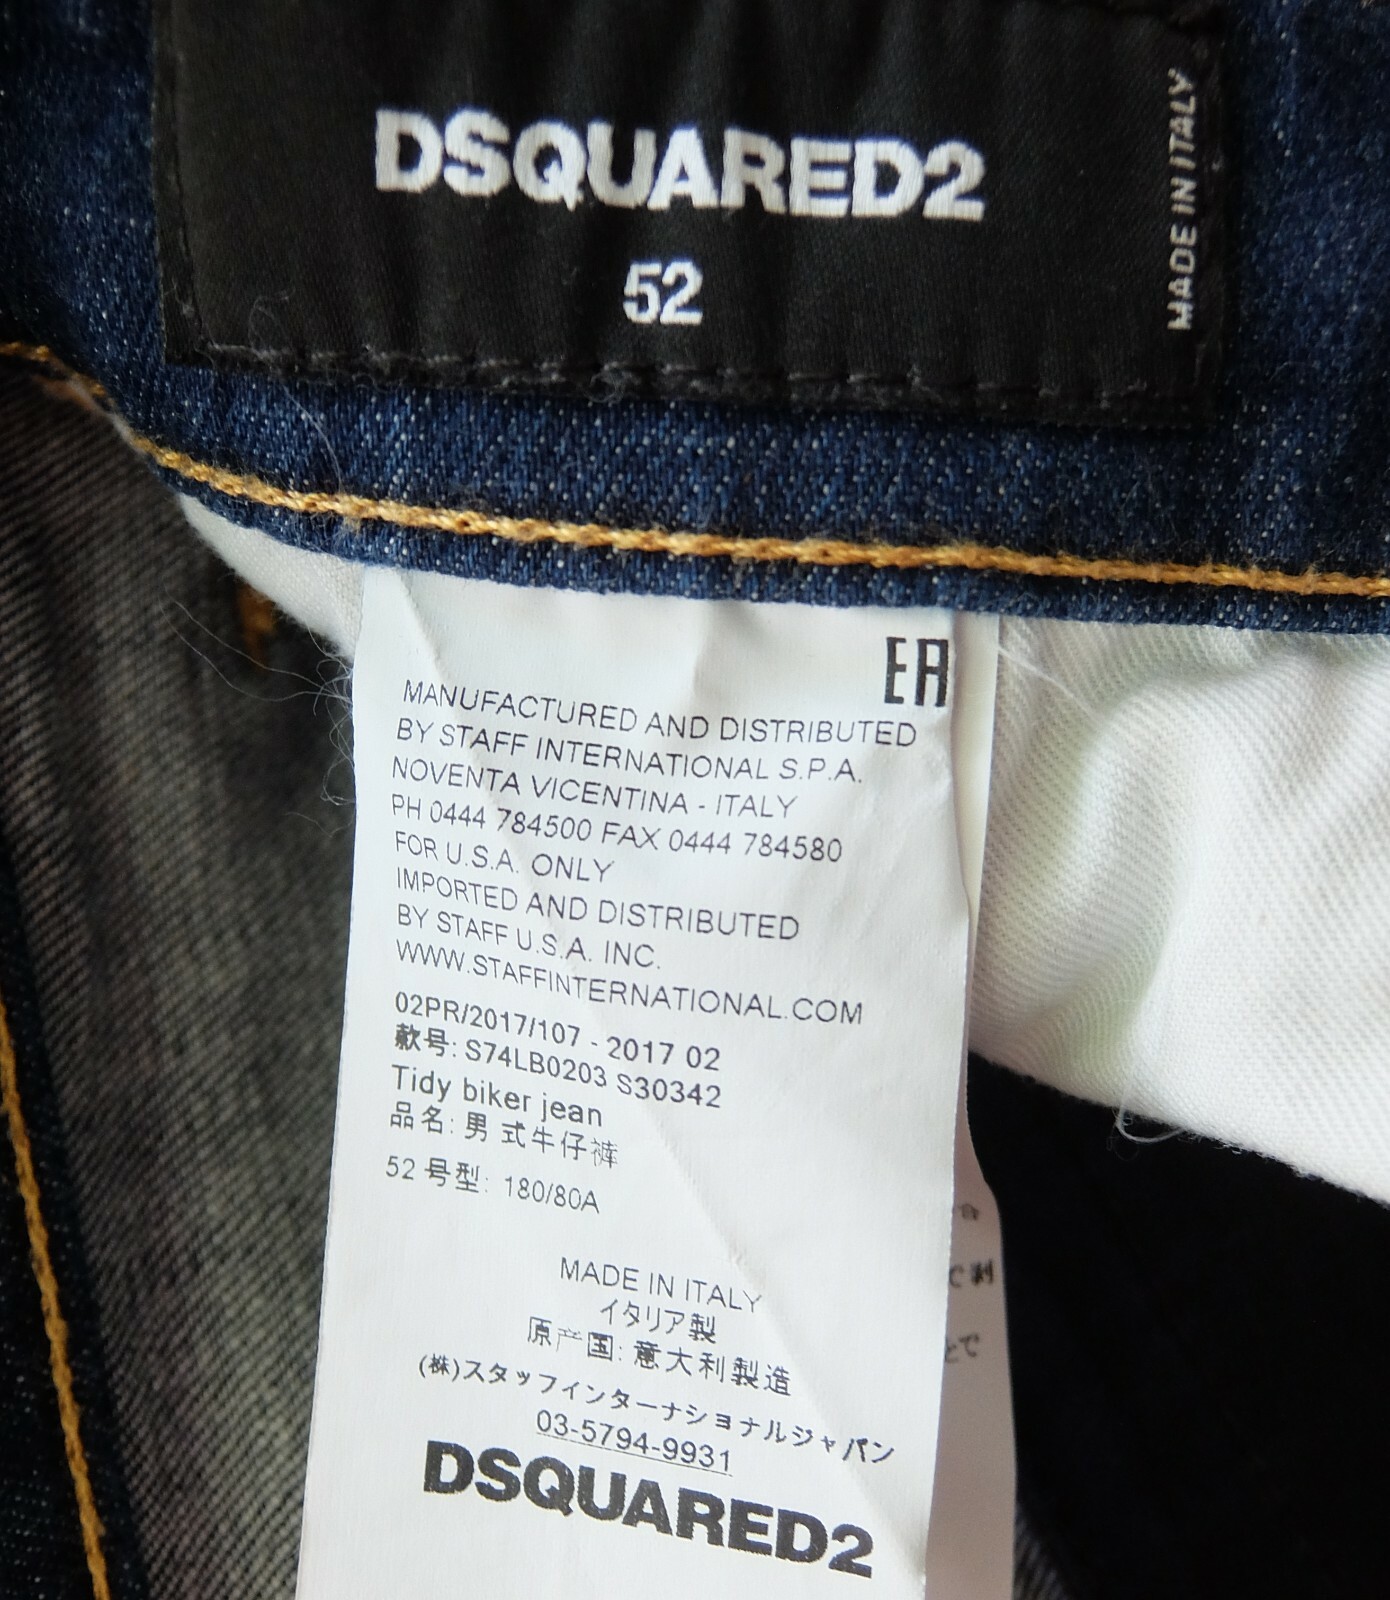 DSQUARED2
52
MADE IN ITALY
EAC
MANUFACTURED AND DISTRIBUTED
BY STAFF INTERNATIONAL S.P.A.
NOVENTA VICENTINA - ITALY
PH 0444 784500 FAX 0444 784580
FOR U.S.A. ONLY
IMPORTED AND DISTRIBUTED
BY STAFF U.S.A. INC.
WWW.STAFFINTERNATIONAL.COM
02PR/2017/107 - 2017 02
款号: S74LB0203 S30342
Tidy biker jean
品名: 男 式牛仔裤
52 号型: 180/80A
MADE IN ITALY
イタリア製
原产国: 意大利製造
(株)スタッフインターナショナルジャパン
03-5794-9931
DSQUARED2